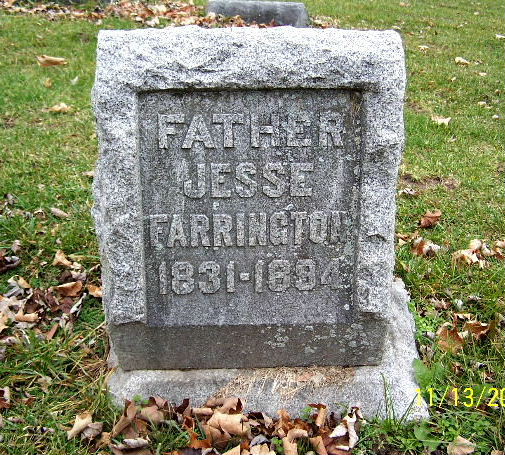 FATHER
JESSE
FARRINGTON
1831-1894
11/13/20